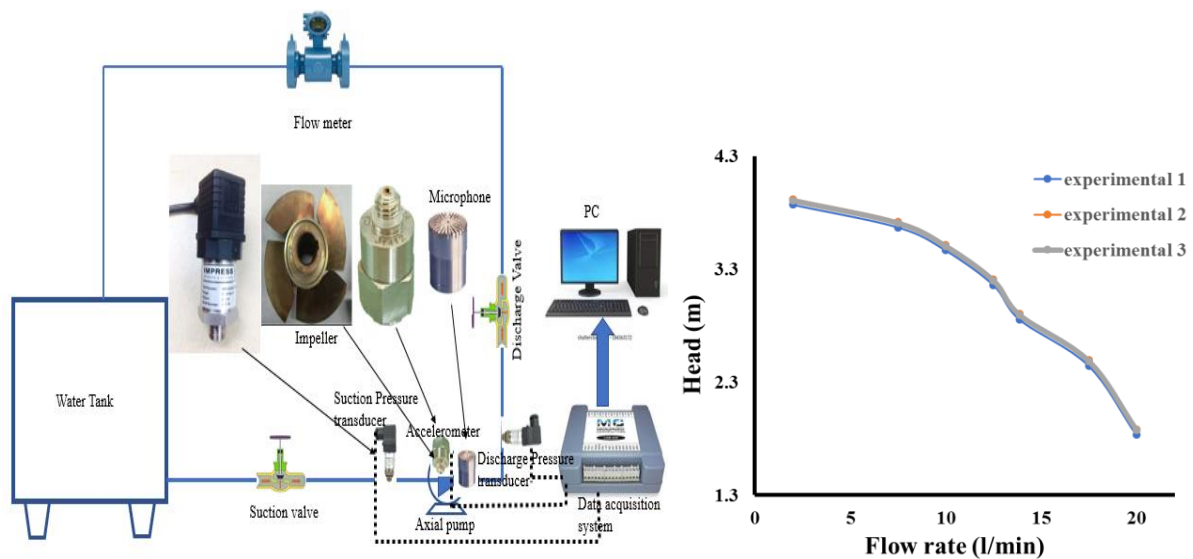 Flow meter
IMPRESS
Impeller
Microphone
Discharge Valve
PC
Water Tank
Suction Pressure
transducer
Accelerometer
Discharge Pressure
transducer
Suction valve
Axial pump
Data acquisition
system
Head (m)
4.3
3.3
2.3
1.3
0
5
10
15
20
Flow rate (l/min)
experimental 1
experimental 2
experimental 3